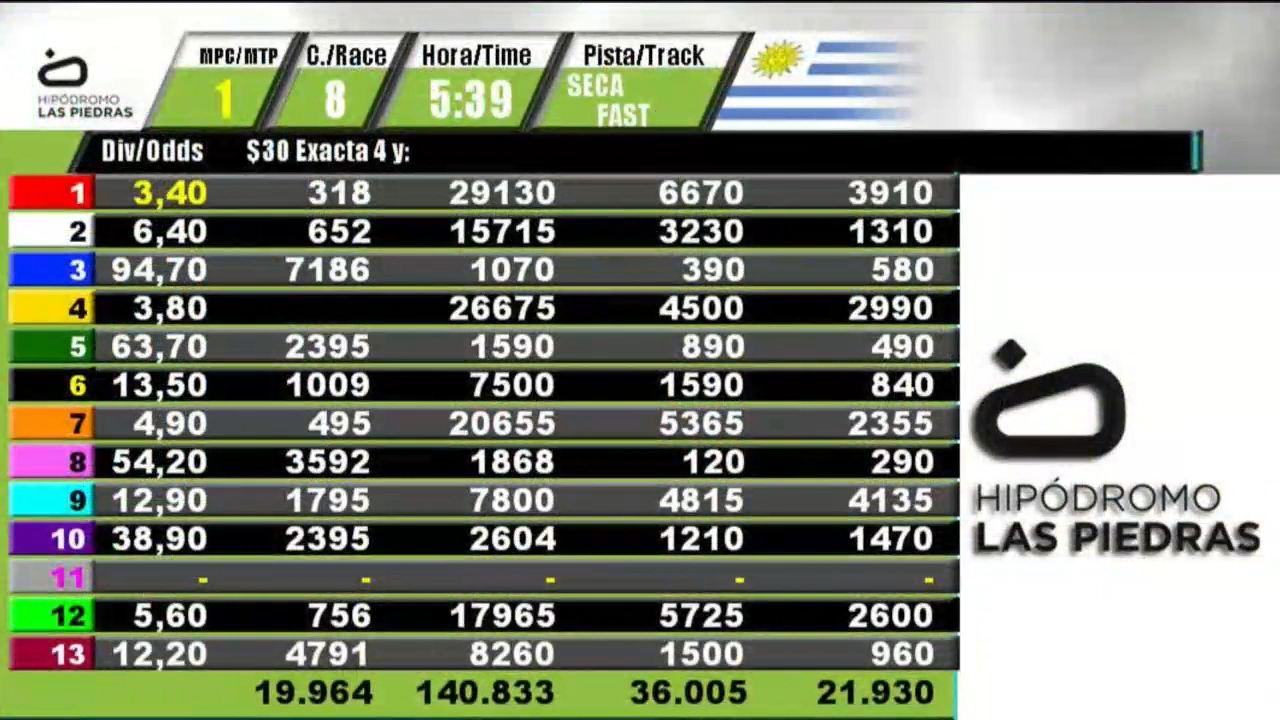 MPC/MTP C./Race Hora/Time Pista/Track
HIPÓDROMO
LAS PIEDRAS
1 8 5:39 SECA
FAST
Div/Odds $30 Exacta 4 y:
1 3,40 318 29130 6670 3910
2 6,40 652 15715 3230 1310
3 94,70 7186 1070 390 580
4 3,80 26675 4500 2990
5 63,70 2395 1590 890 490
6 13,50 1009 7500 1590 840
7 4,90 495 20655 5365 2355
8 54,20 3592 1868 120 290
9 12,90 1795 7800 4815 4135
10 38,90 2395 2604 1210 1470
11 - - - - -
12 5,60 756 17965 5725 2600
13 12,20 4791 8260 1500 960
19.964 140.833 36.005 21.930
HIPÓDROMO
LAS PIEDRAS